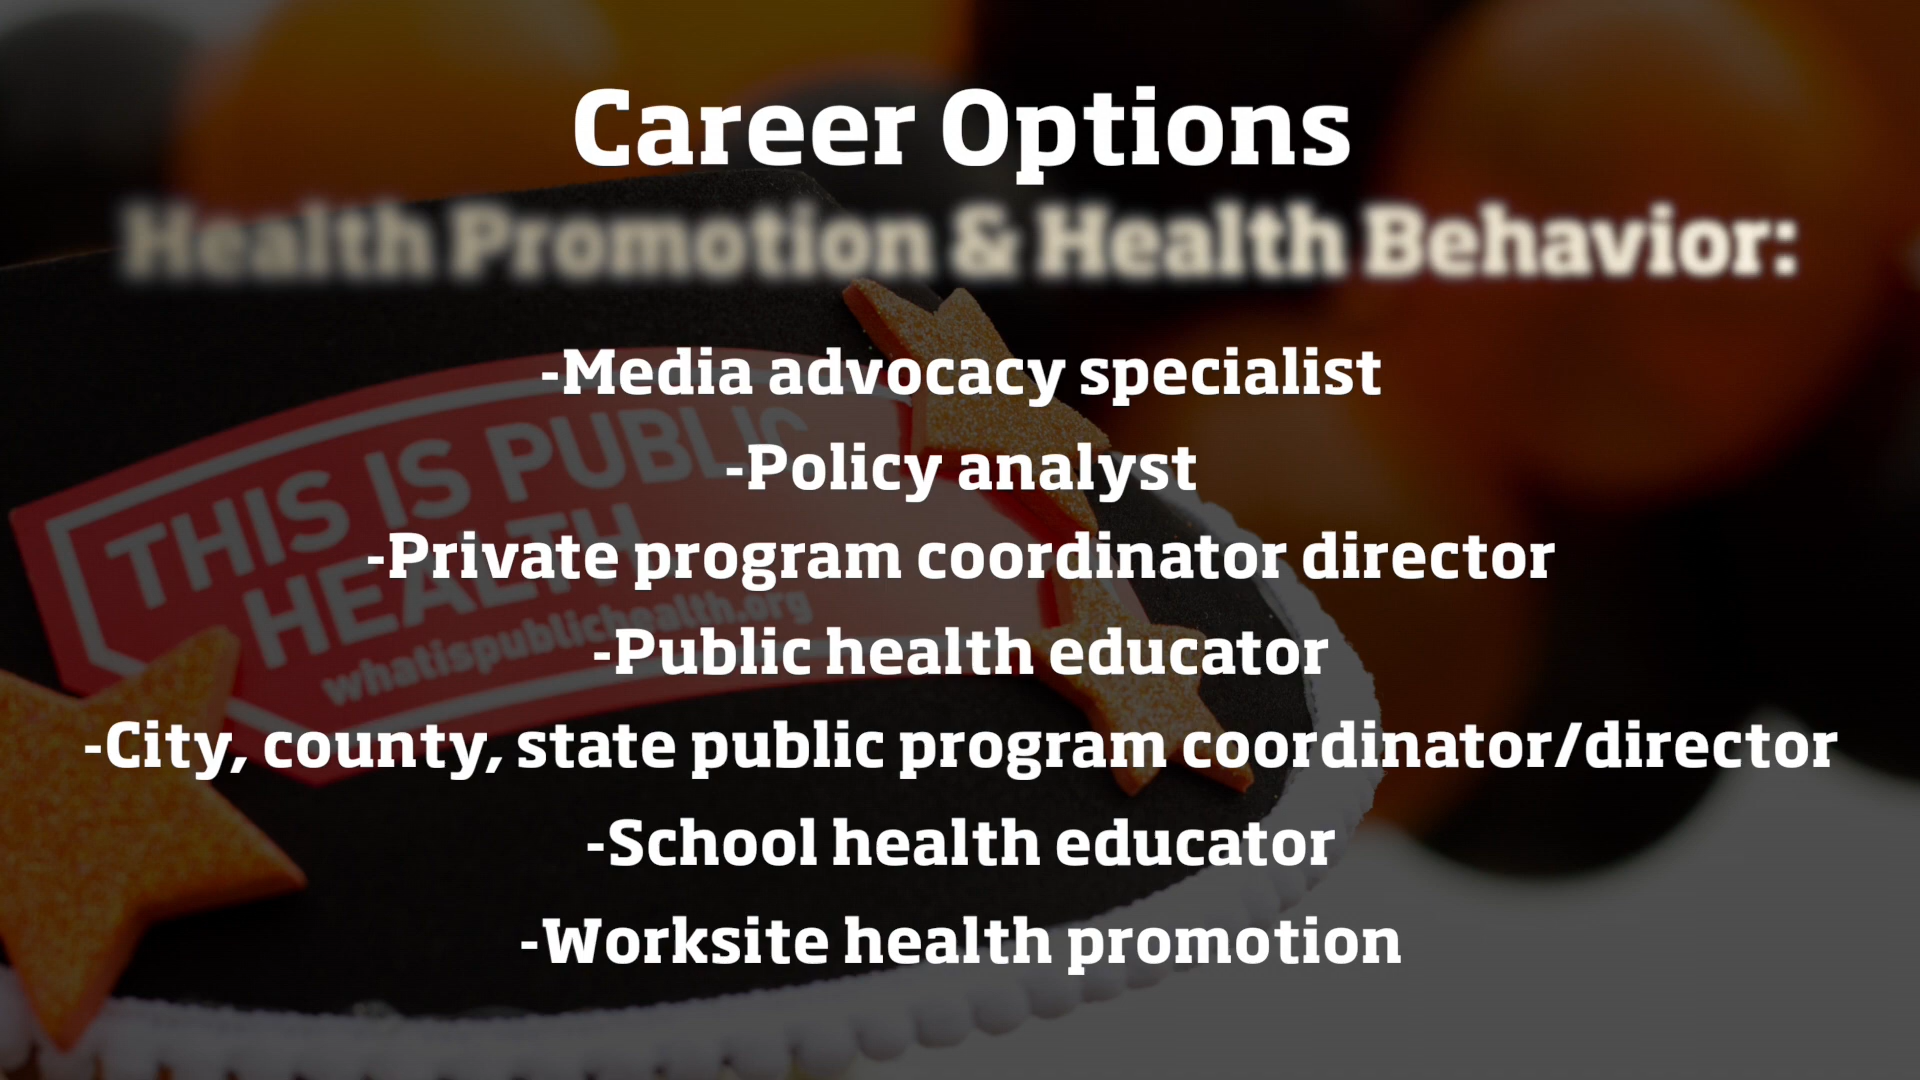 Career Options
Health Promotion & Health Behavior:
-Media advocacy specialist
-Policy analyst
-Private program coordinator director
-Public health educator
-City, county, state public program coordinator/director
-School health educator
-Worksite health promotion
THIS IS PUBLIC
HEALTH
whatispublichealth.org